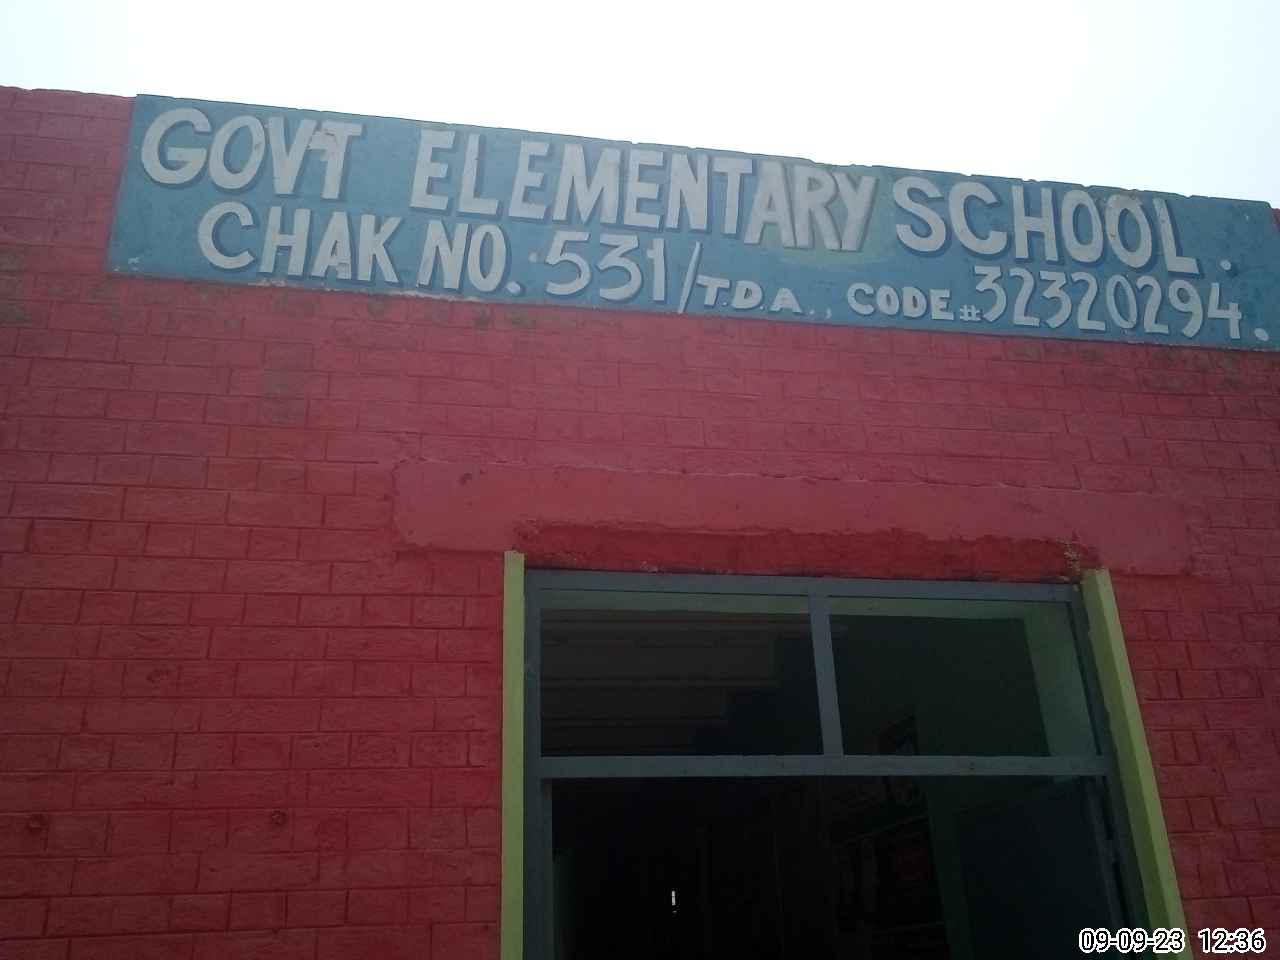 GOVT ELEMENTARY SCHOOL.
CHAK NO. 531/T.D.A., CODE#32320294.
09-09-23 12:36